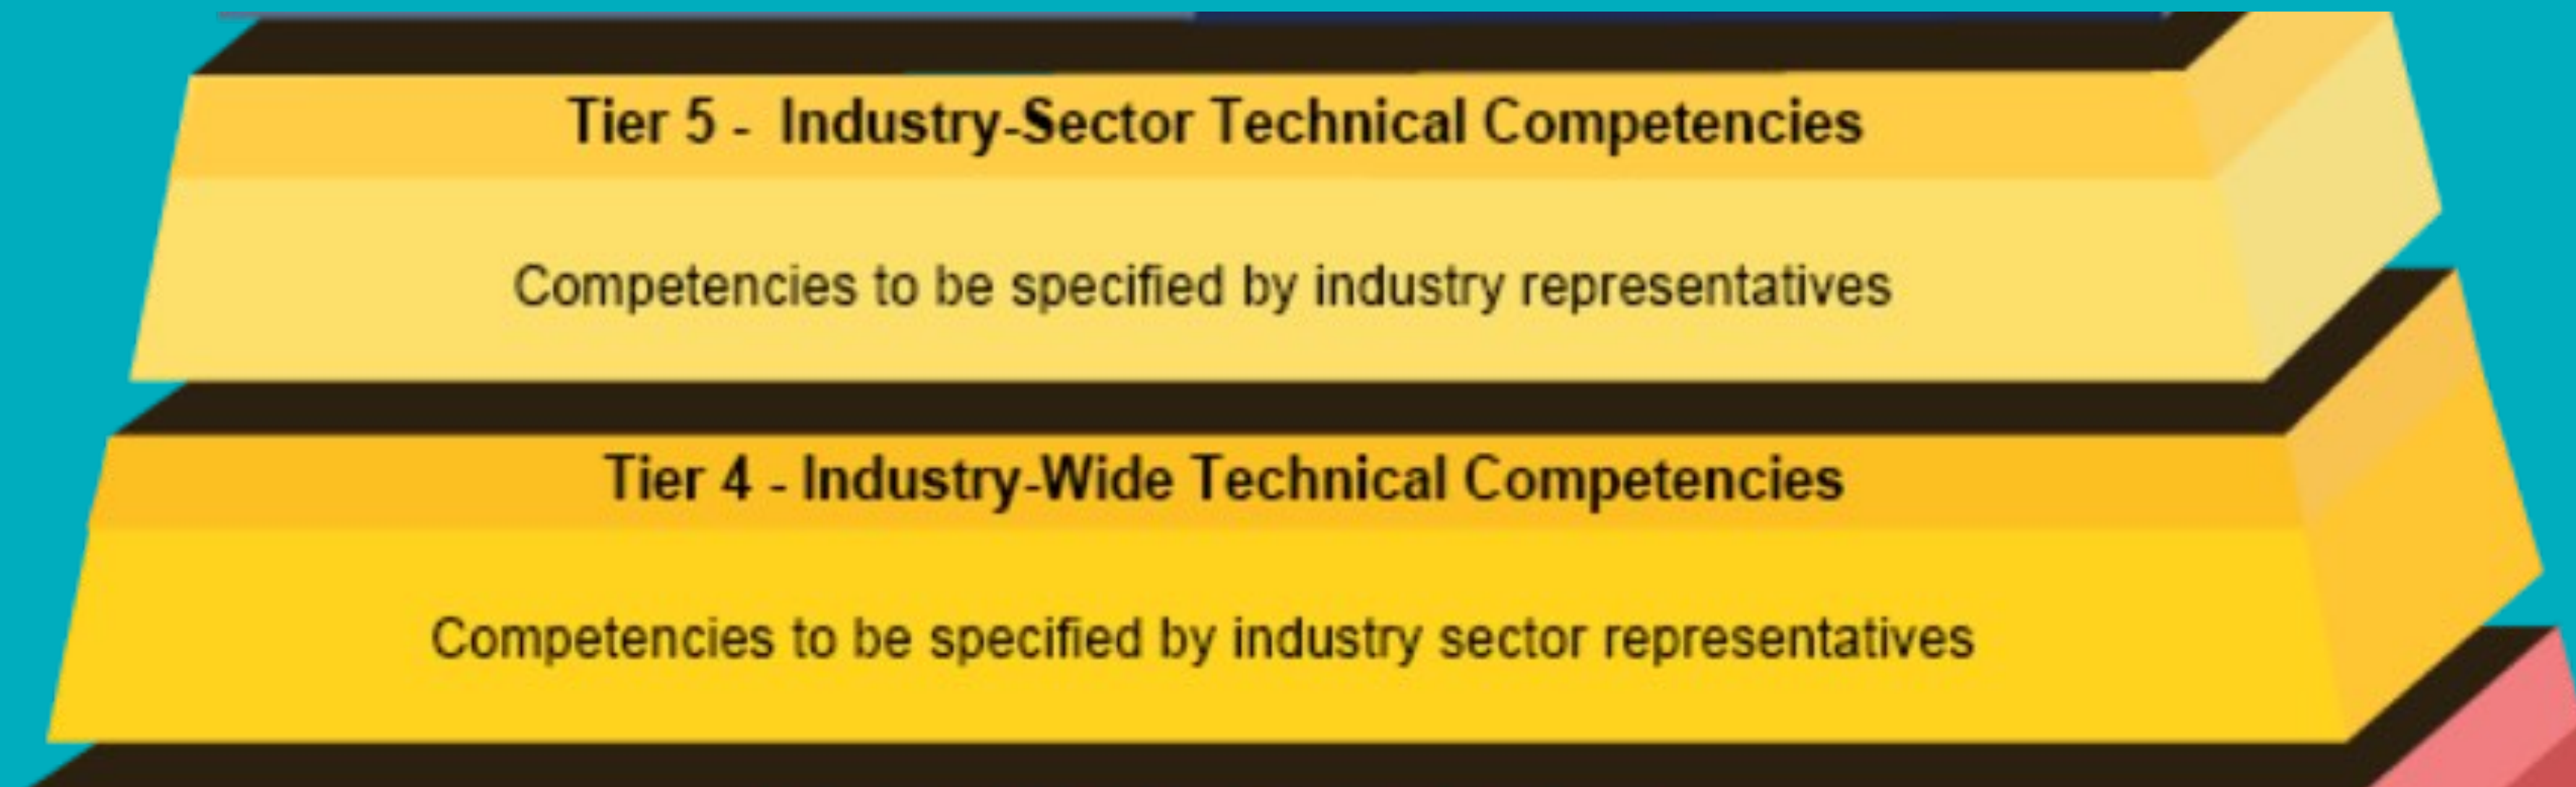 Tier 5 -  Industry-Sector Technical Competencies
Competencies to be specified by industry representatives
Tier 4 - Industry-Wide Technical Competencies
Competencies to be specified by industry sector representatives